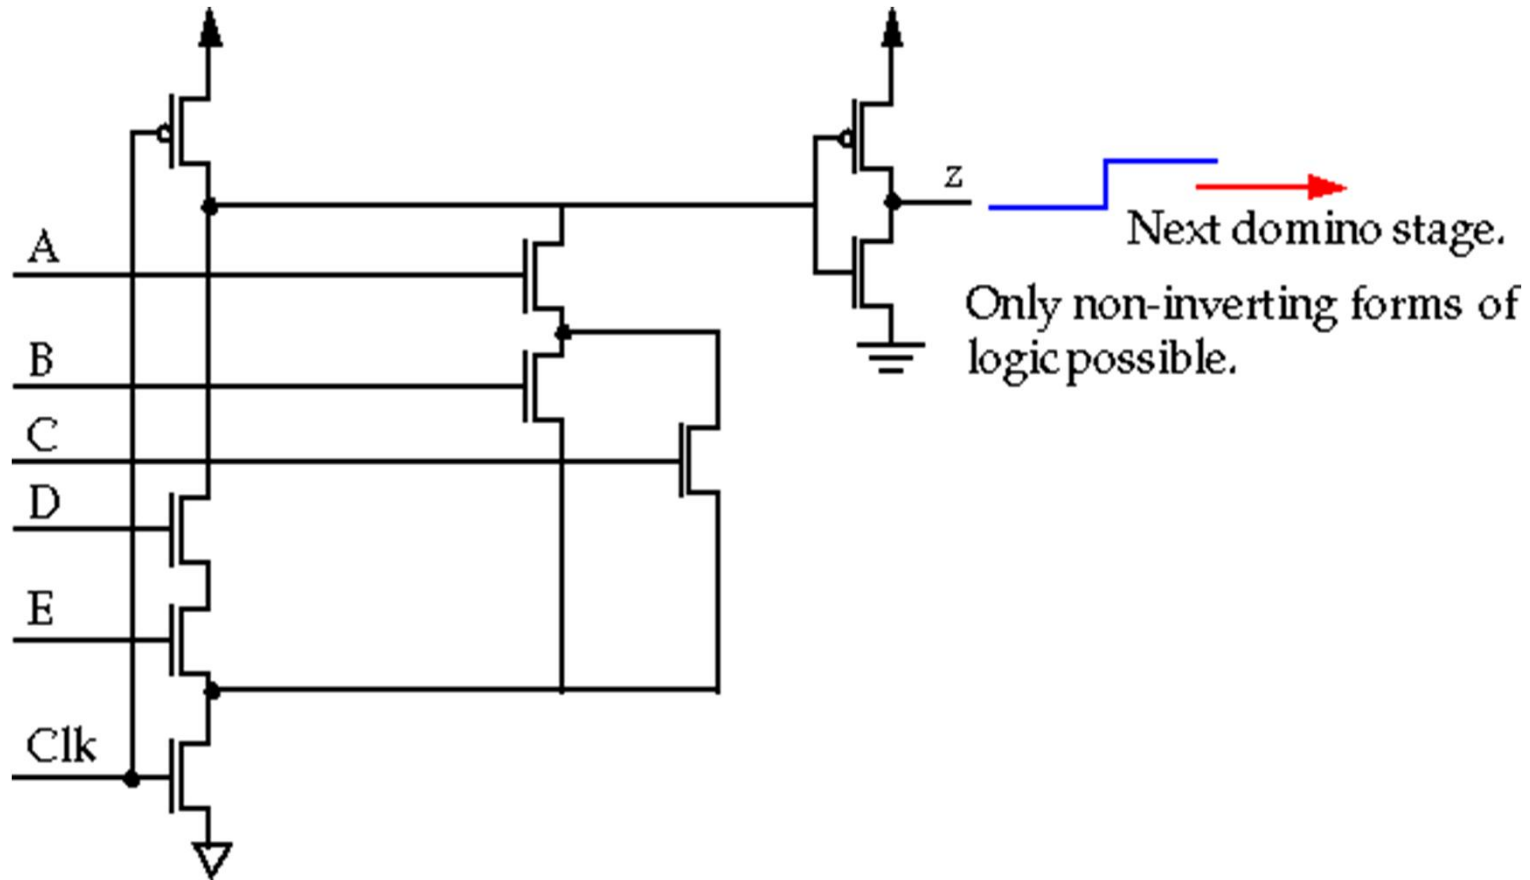 A
B
C
D
E
Clk
z
Next domino stage.
Only non-inverting forms of
logic possible.